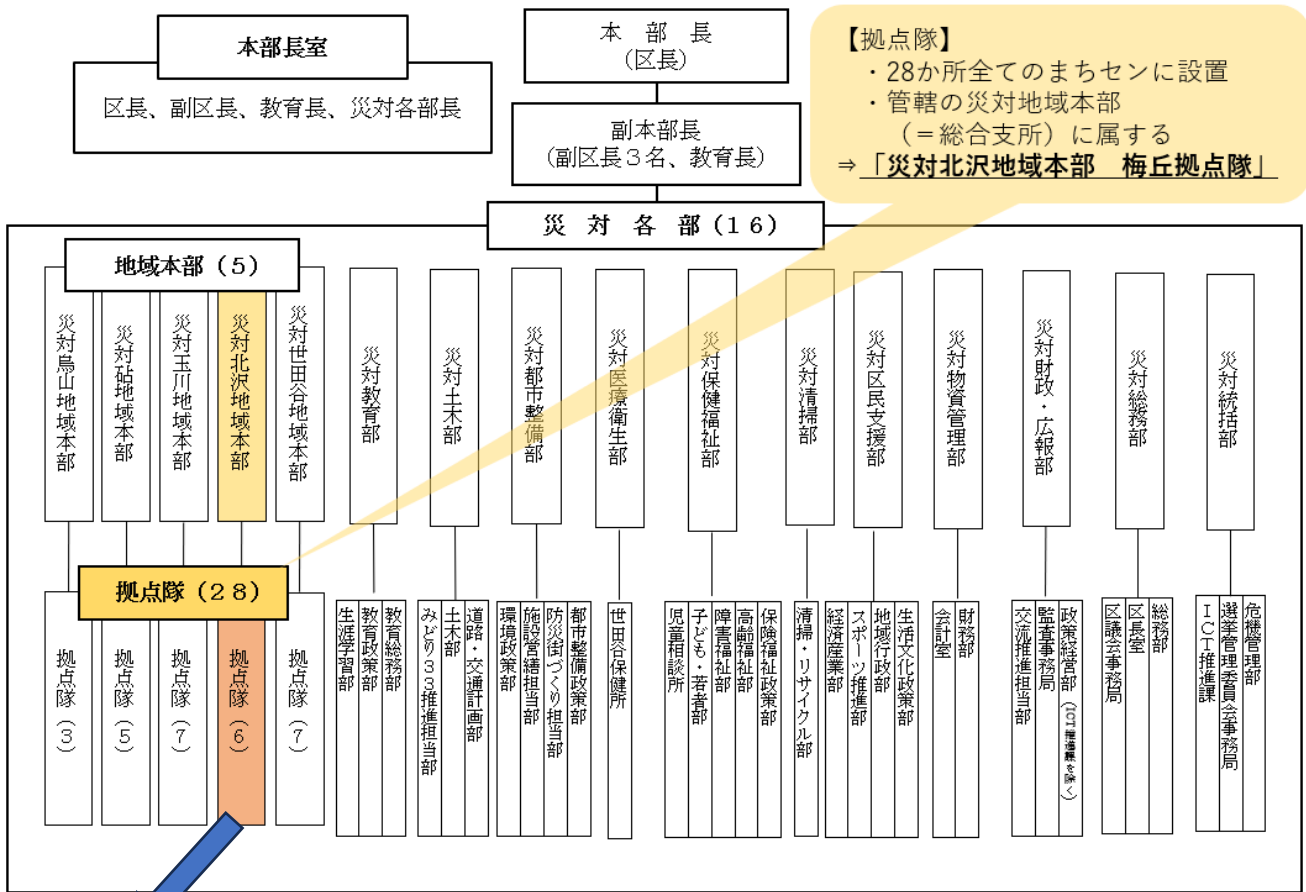 本部長室
区長、副区長、教育長、災対各部長
本 部 長
(区長)
副本部長
(副区長３名、教育長)
【拠点隊】
・28か所全てのまちセンに設置
・管轄の災対地域本部
（＝総合支所）に属する
⇒「災対北沢地域本部　梅丘拠点隊」
災 対 各 部（１６）
地域本部（５）
災対烏山地域本部
災対砧地域本部
災対玉川地域本部
災対北沢地域本部
災対世田谷地域本部
災対教育部
災対土木部
災対都市整備部
災対医療衛生部
災対保健福祉部
災対清掃部
災対区民支援部
災対物資管理部
災対財政・広報部
災対総務部
災対統括部
拠点隊（２８）
拠点隊（３）
拠点隊（５）
拠点隊（７）
拠点隊（６）
拠点隊（７）
生涯学習部
教育政策部
教育総務部
みどり３３推進担当部
土木部
道路・交通計画部
環境政策部
施設営繕担当部
防災街づくり担当部
都市整備政策部
世田谷保健所
児童相談所
子ども・若者部
障害福祉部
高齢福祉部
保険福祉政策部
清掃・リサイクル部
経済産業部
スポーツ推進部
地域行政部
生活文化政策部
会計室
財務部
交流推進担当部
監査事務局
政策経営部（ICT推進課を除く）
区議会事務局
区長室
総務部
ＩＣＴ推進課
選挙管理委員会事務局
危機管理部